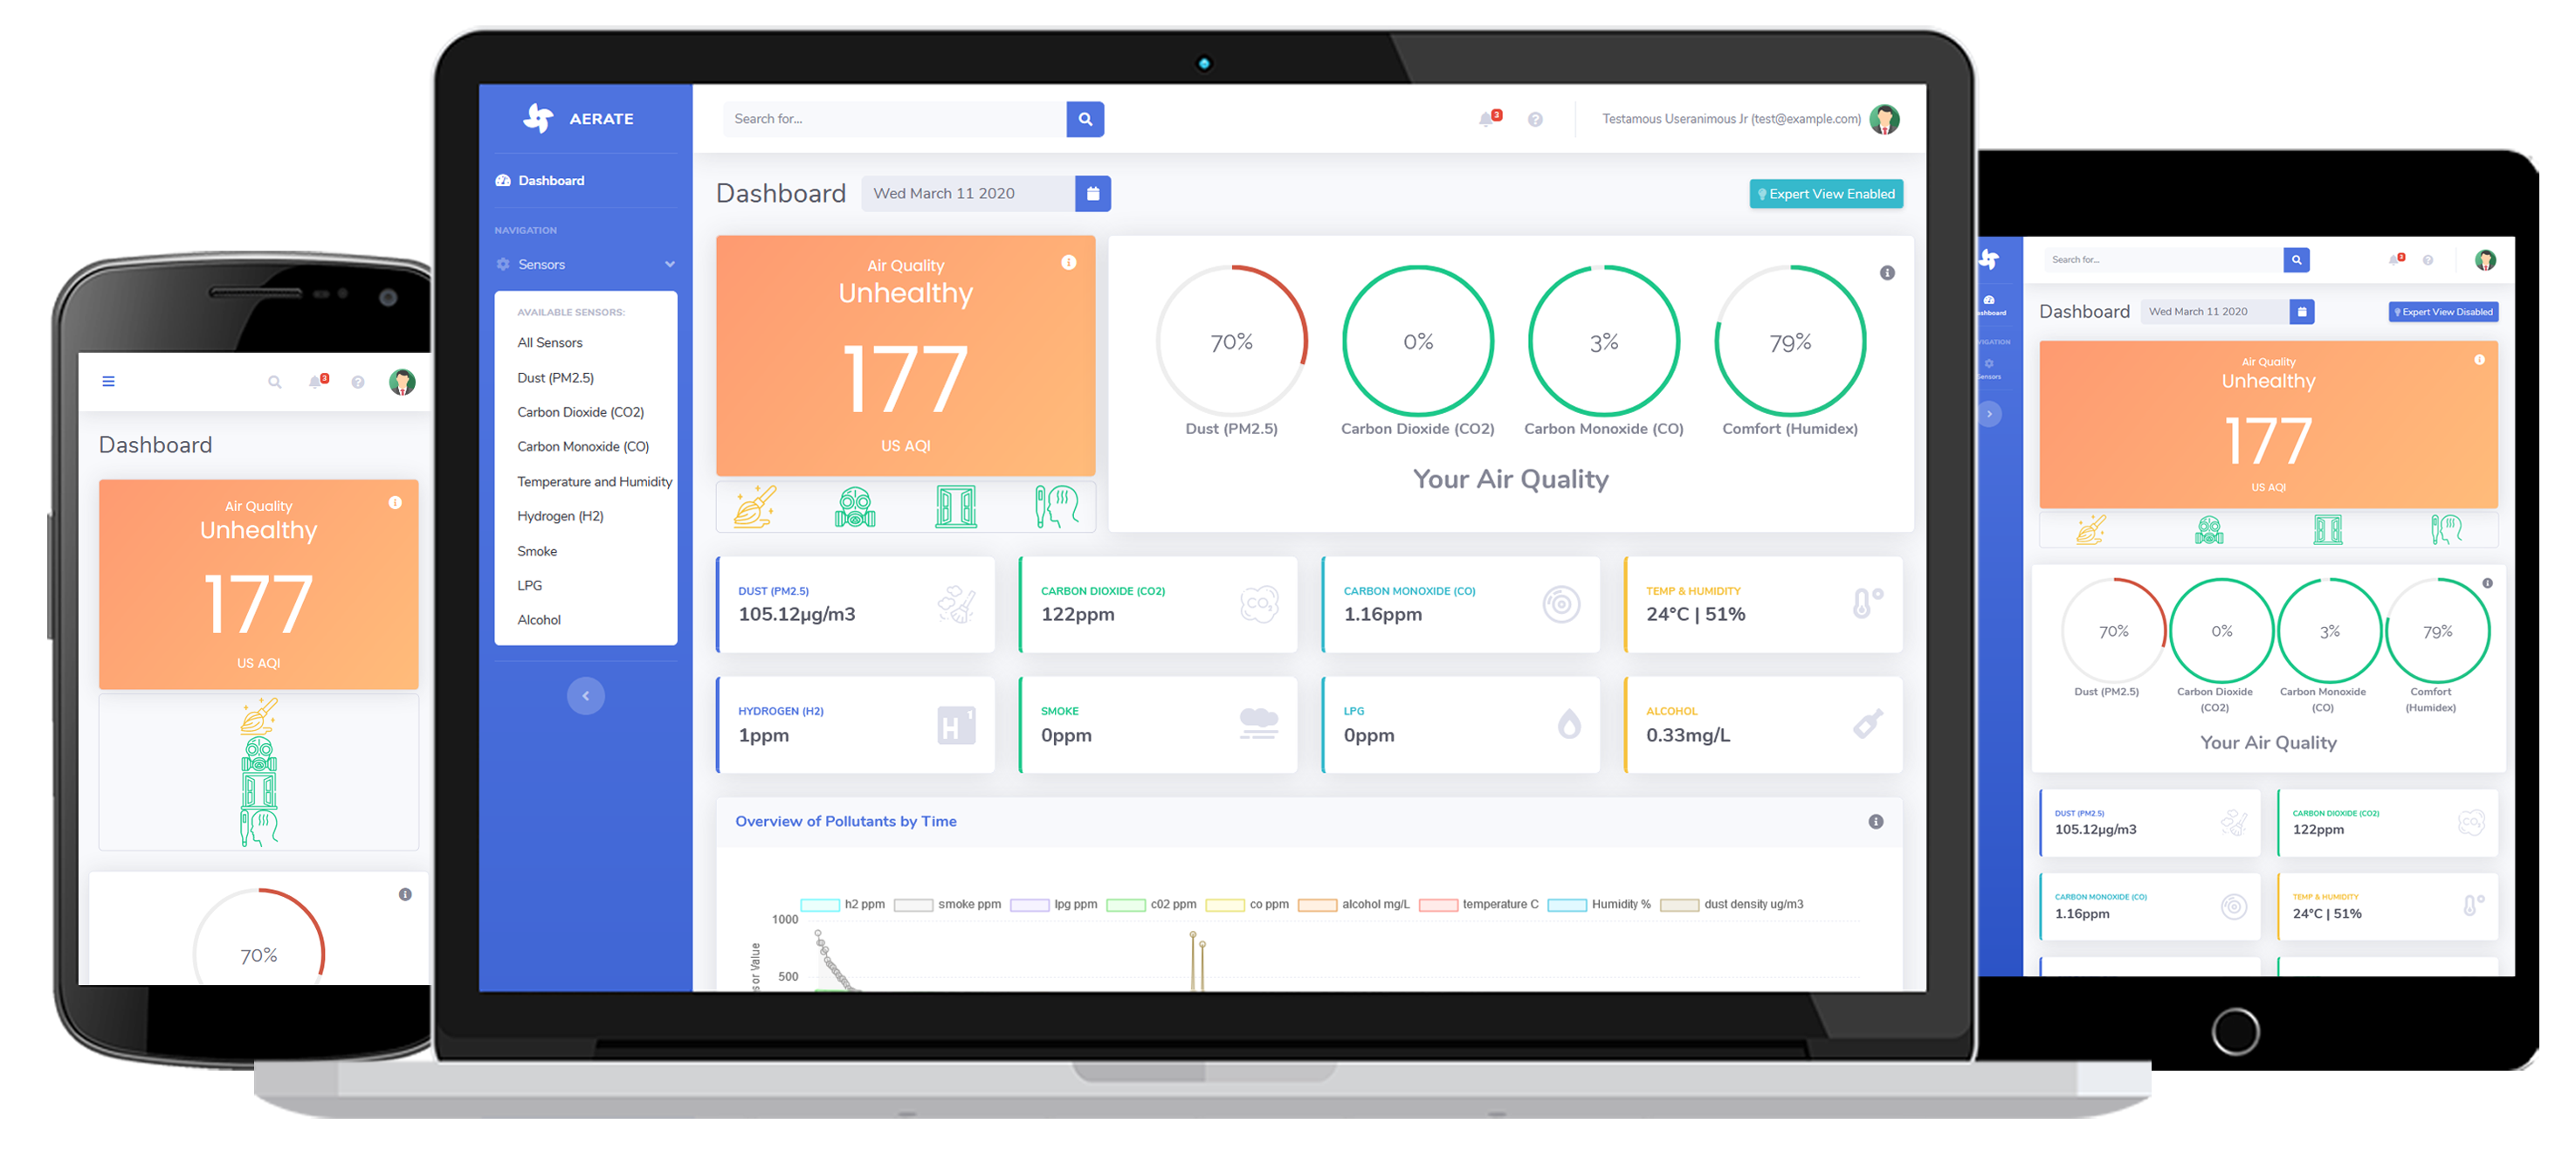 Dashboard
Air Quality
Unhealthy
177
US AQI
70%
3
AERATE
Dashboard
NAVIGATION
Sensors
AVAILABLE SENSORS:
All Sensors
Dust (PM2.5)
Carbon Dioxide (CO2)
Carbon Monoxide (CO)
Temperature and Humidity
Hydrogen (H2)
Smoke
LPG
Alcohol
Search for...
3
Testamous Useranimous Jr (test@example.com)
Dashboard
Wed March 11 2020
Expert View Enabled
Air Quality
Unhealthy
177
US AQI
70% 0% 3% 79%
Dust (PM2.5) Carbon Dioxide (CO2) Carbon Monoxide (CO) Comfort (Humidex)
Your Air Quality
DUST (PM2.5)
105.12µg/m3
CARBON DIOXIDE (CO2)
122ppm
CO2
CARBON MONOXIDE (CO)
1.16ppm
TEMP & HUMIDITY
24°C | 51%
HYDROGEN (H2)
1ppm
H 1
SMOKE
0ppm
LPG
0ppm
ALCOHOL
0.33mg/L
Overview of Pollutants by Time
h2 ppm smoke ppm lpg ppm c02 ppm co ppm alcohol mg/L temperature C Humidity % dust density ug/m3
1000
500
or Value
Search for...
3
ashboard
VIGATION
ensors
Dashboard
Wed March 11 2020
Expert View Disabled
Air Quality
Unhealthy
177
US AQI
70% 0% 3% 79%
Dust (PM2.5) Carbon Dioxide Carbon Monoxide Comfort
(CO2) (CO) (Humidex)
Your Air Quality
DUST (PM2.5)
105.12µg/m3
CARBON DIOXIDE (CO2)
122ppm
CO2
CARBON MONOXIDE (CO)
1.16ppm
TEMP & HUMIDITY
24°C | 51%